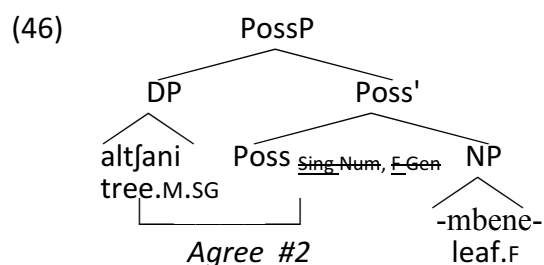 (46) PossP
DP Poss'
altʃani Poss Sing Num, F Gen NP
tree.M.SG
-mbene-
Agree #2 leaf.F